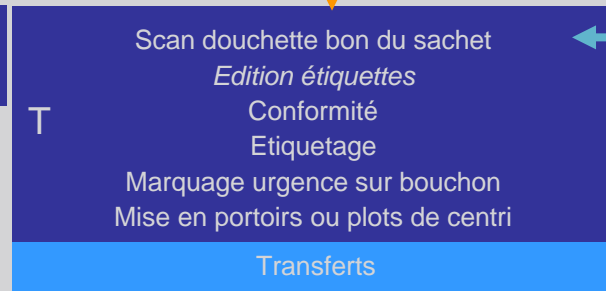 Scan douchette bon du sachet
Edition étiquettes
T
Conformité
Etiquetage
Marquage urgence sur bouchon
Mise en portoirs ou plots de centri
Transferts